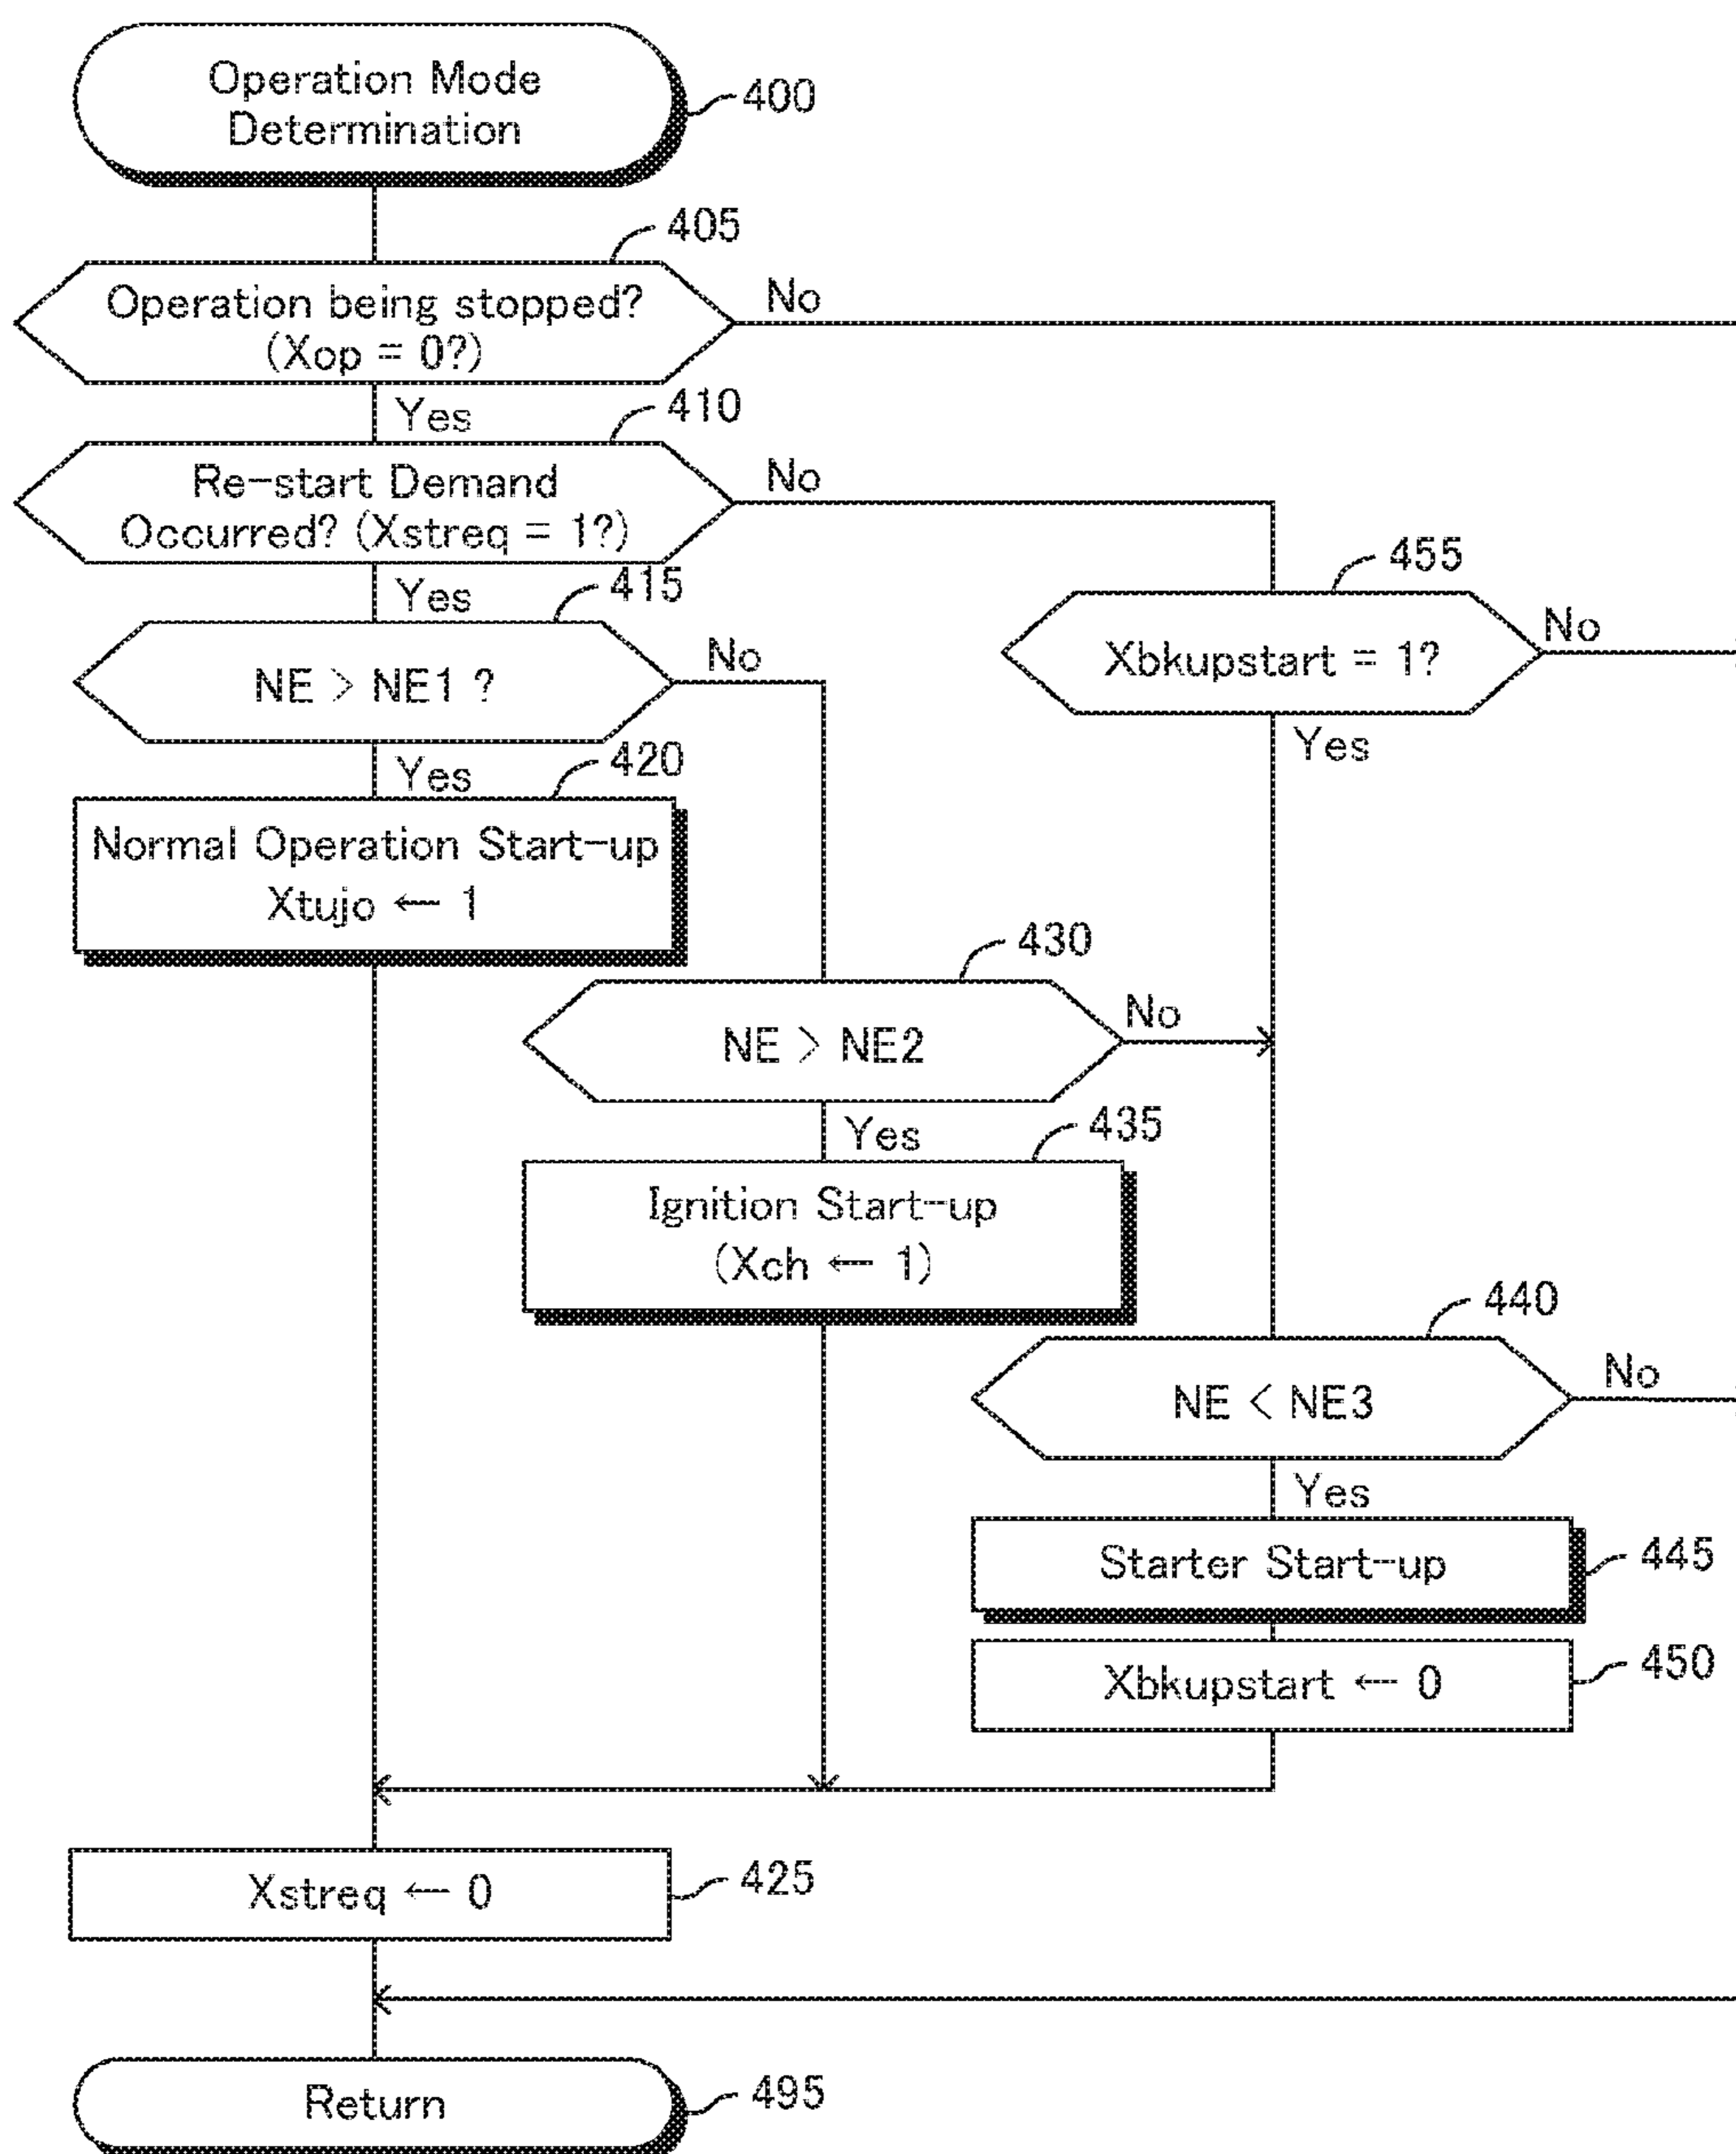 Operation Mode
Determination
400
405
Operation being stopped?
(Xop = 0?)
No
Yes
410
Re-start Demand
Occurred? (Xstreq = 1?)
No
Yes
415
455
NE > NE1 ?
No
Xbkupstart = 1?
No
Yes
420
Yes
Normal Operation Start-up
Xtujo ← 1
430
NE > NE2
No
Yes
435
Ignition Start-up
(Xch ← 1)
440
NE < NE3
No
Yes
Starter Start-up
445
Xbkupstart ← 0
450
Xstreq ← 0
425
Return
495